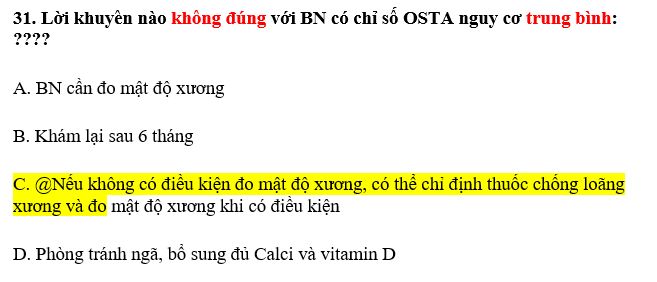 31. Lời khuyên nào không đúng với BN có chỉ số OSTA nguy cơ trung bình:
????
A. BN cần đo mật độ xương
B. Khám lại sau 6 tháng
C. @Nếu không có điều kiện đo mật độ xương, có thể chỉ định thuốc chống loãng
xương và đo mật độ xương khi có điều kiện
D. Phòng tránh ngã, bổ sung đủ Calci và vitamin D